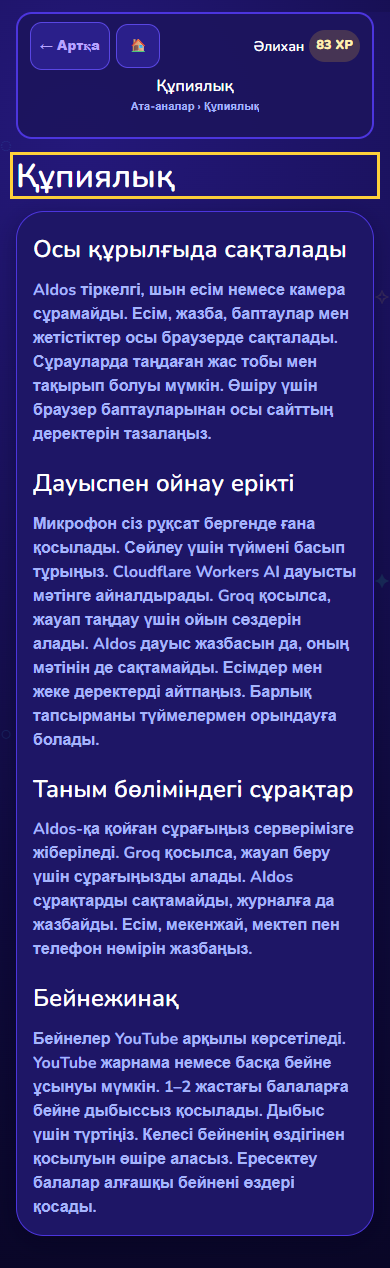 ← Артқа
Әлихан
83 XP
Құпиялық
Ата-аналар › Құпиялық
Құпиялық
Осы құрылғыда сақталады
Aldos тіркелгі, шын есім немесе камера
сұрамайды. Есім, жазба, баптаулар мен
жетістіктер осы браузерде сақталады.
Сұрауларда таңдаған жас тобы мен
тақырып болуы мүмкін. Өшіру үшін
браузер баптауларынан осы сайттың
деректерін тазалаңыз.
Дауыспен ойнау ерікті
Микрофон сіз рұқсат бергенде ғана
қосылады. Сөйлеу үшін түймені басып
тұрыңыз. Cloudflare Workers AI дауысты
мәтінге айналдырады. Groq қосылса,
жауап таңдау үшін ойын сөздерін
алады. Aldos дауыс жазбасын да, оның
мәтінін де сақтамайды. Есімдер мен
жеке деректерді айтпаңыз. Барлық
тапсырманы түймелермен орындауға
болады.
Таным бөліміндегі сұрақтар
Aldos-қа қойған сұрағыңыз серверімізге
жіберіледі. Groq қосылса, жауап беру
үшін сұрағыңызды алады. Aldos
сұрақтарды сақтамайды, журналға да
жазбайды. Есім, мекенжай, мектеп пен
телефон нөмірін жазбаңыз.
Бейнежинақ
Бейнелер YouTube арқылы көрсетіледі.
YouTube жарнама немесе басқа бейне
ұсынуы мүмкін. 1–2 жастағы балаларға
бейне дыбыссыз қосылады. Дыбыс
үшін түртіңіз. Келесі бейненің өздігінен
қосылуын өшіре аласыз. Ересектеу
балалар алғашқы бейнені өздері
қосады.